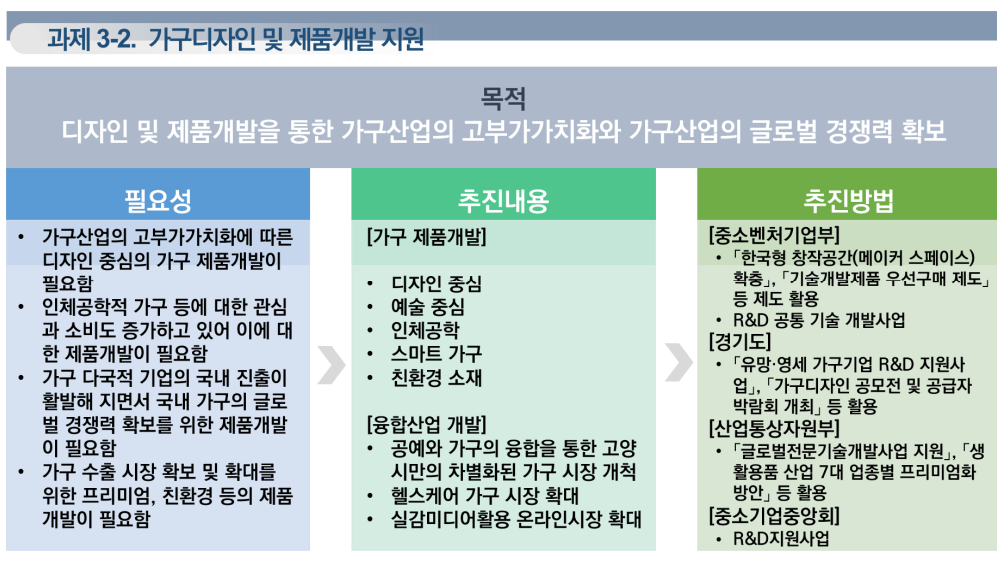 과제 3-2. 가구디자인 및 제품개발 지원
목적
디자인 및 제품개발을 통한 가구산업의 고부가가치화와 가구산업의 글로벌 경쟁력 확보
필요성
• 가구산업의 고부가가치화에 따른
디자인 중심의 가구 제품개발이
필요함
• 인체공학적 가구 등에 대한 관심
과 소비도 증가하고 있어 이에 대
한 제품개발이 필요함
• 가구 다국적 기업의 국내 진출이
활발해 지면서 국내 가구의 글로
벌 경쟁력 확보를 위한 제품개발
이 필요함
• 가구 수출 시장 확보 및 확대를
위한 프리미엄, 친환경 등의 제품
개발이 필요함
추진내용
[가구 제품개발]
• 디자인 중심
• 예술 중심
• 인체공학
• 스마트 가구
• 친환경 소재
[융합산업 개발]
• 공예와 가구의 융합을 통한 고양
시만의 차별화된 가구 시장 개척
• 헬스케어 가구 시장 확대
• 실감미디어활용 온라인시장 확대
추진방법
[중소벤처기업부]
• 「한국형 창작공간(메이커 스페이스)
확충」, 「기술개발제품 우선구매 제도」
등 제도 활용
• R&D 공통 기술 개발사업
[경기도]
• 「유망·영세 가구기업 R&D 지원사
업」, 「가구디자인 공모전 및 공급자
박람회 개최」 등 활용
[산업통상자원부]
• 「글로벌전문기술개발사업 지원」, 「생
활용품 산업 7대 업종별 프리미엄화
방안」 등 활용
[중소기업중앙회]
• R&D지원사업